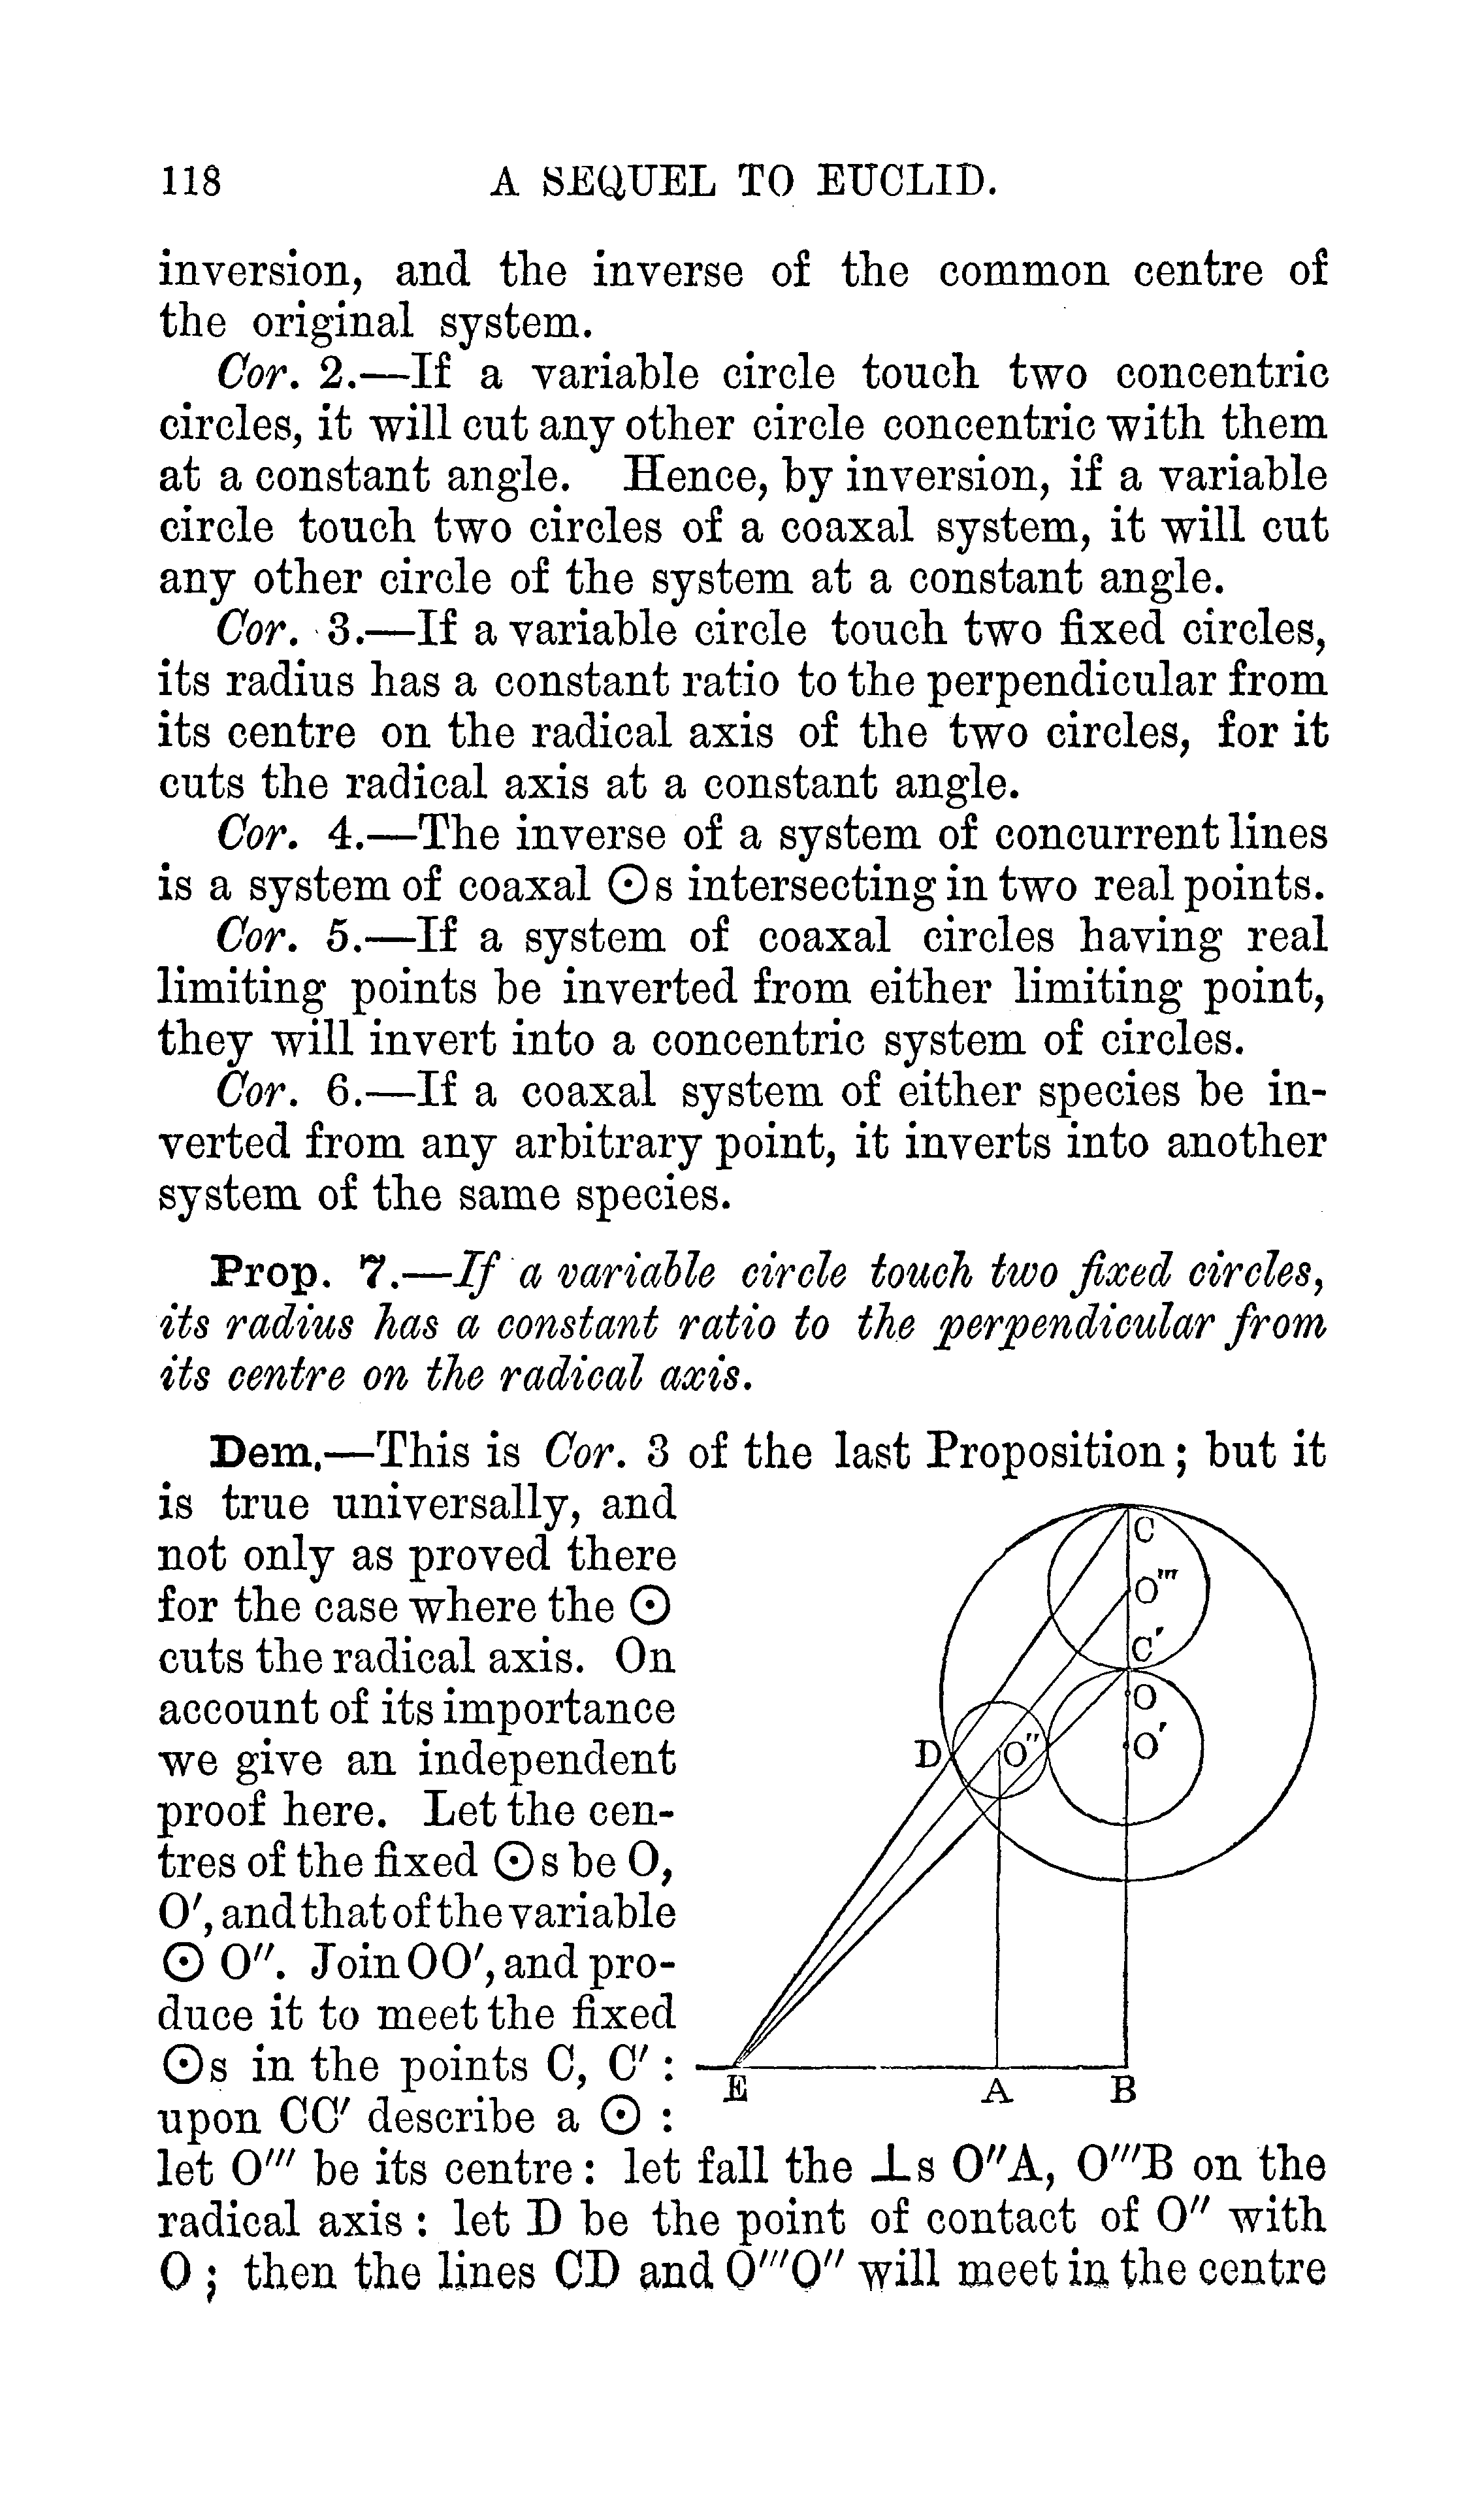 118 A SEQUEL TO EUCLID.
inversion, and the inverse of the common centre of
the original system.
Cor. 2.—If a variable circle touch two concentric
circles, it will cut any other circle concentric with them
at a constant angle. Hence, by inversion, if a variable
circle touch two circles of a coaxal system, it will cut
any other circle of the system at a constant angle.
Cor. 3.—If a variable circle touch two fixed circles,
its radius has a constant ratio to the perpendicular from
its centre on the radical axis of the two circles, for it
cuts the radical axis at a constant angle.
Cor. 4.—The inverse of a system of concurrent lines
is a system of coaxal ⊙s intersecting in two real points.
Cor. 5.—If a system of coaxal circles having real
limiting points be inverted from either limiting point,
they will invert into a concentric system of circles.
Cor. 6.—If a coaxal system of either species be in-
verted from any arbitrary point, it inverts into another
system of the same species.
Prop. 7.—If a variable circle touch two fixed circles,
its radius has a constant ratio to the perpendicular from
its centre on the radical axis.
Dem.—This is Cor. 3 of the last Proposition; but it
is true universally, and
not only as proved there
for the case where the ⊙
cuts the radical axis. On
account of its importance
we give an independent
proof here. Let the cen-
tres of the fixed ⊙s be O,
O′, and that of the variable
⊙ O″. Join OO′, and pro-
duce it to meet the fixed
⊙s in the points C, C′:
upon CC′ describe a ⊙:
C
O‴
C′
O
D O″ O′
E A B
let O‴ be its centre: let fall the ⊥s O″A, O‴B on the
radical axis: let D be the point of contact of O″ with
O; then the lines CD and O‴O″ will meet in the centre